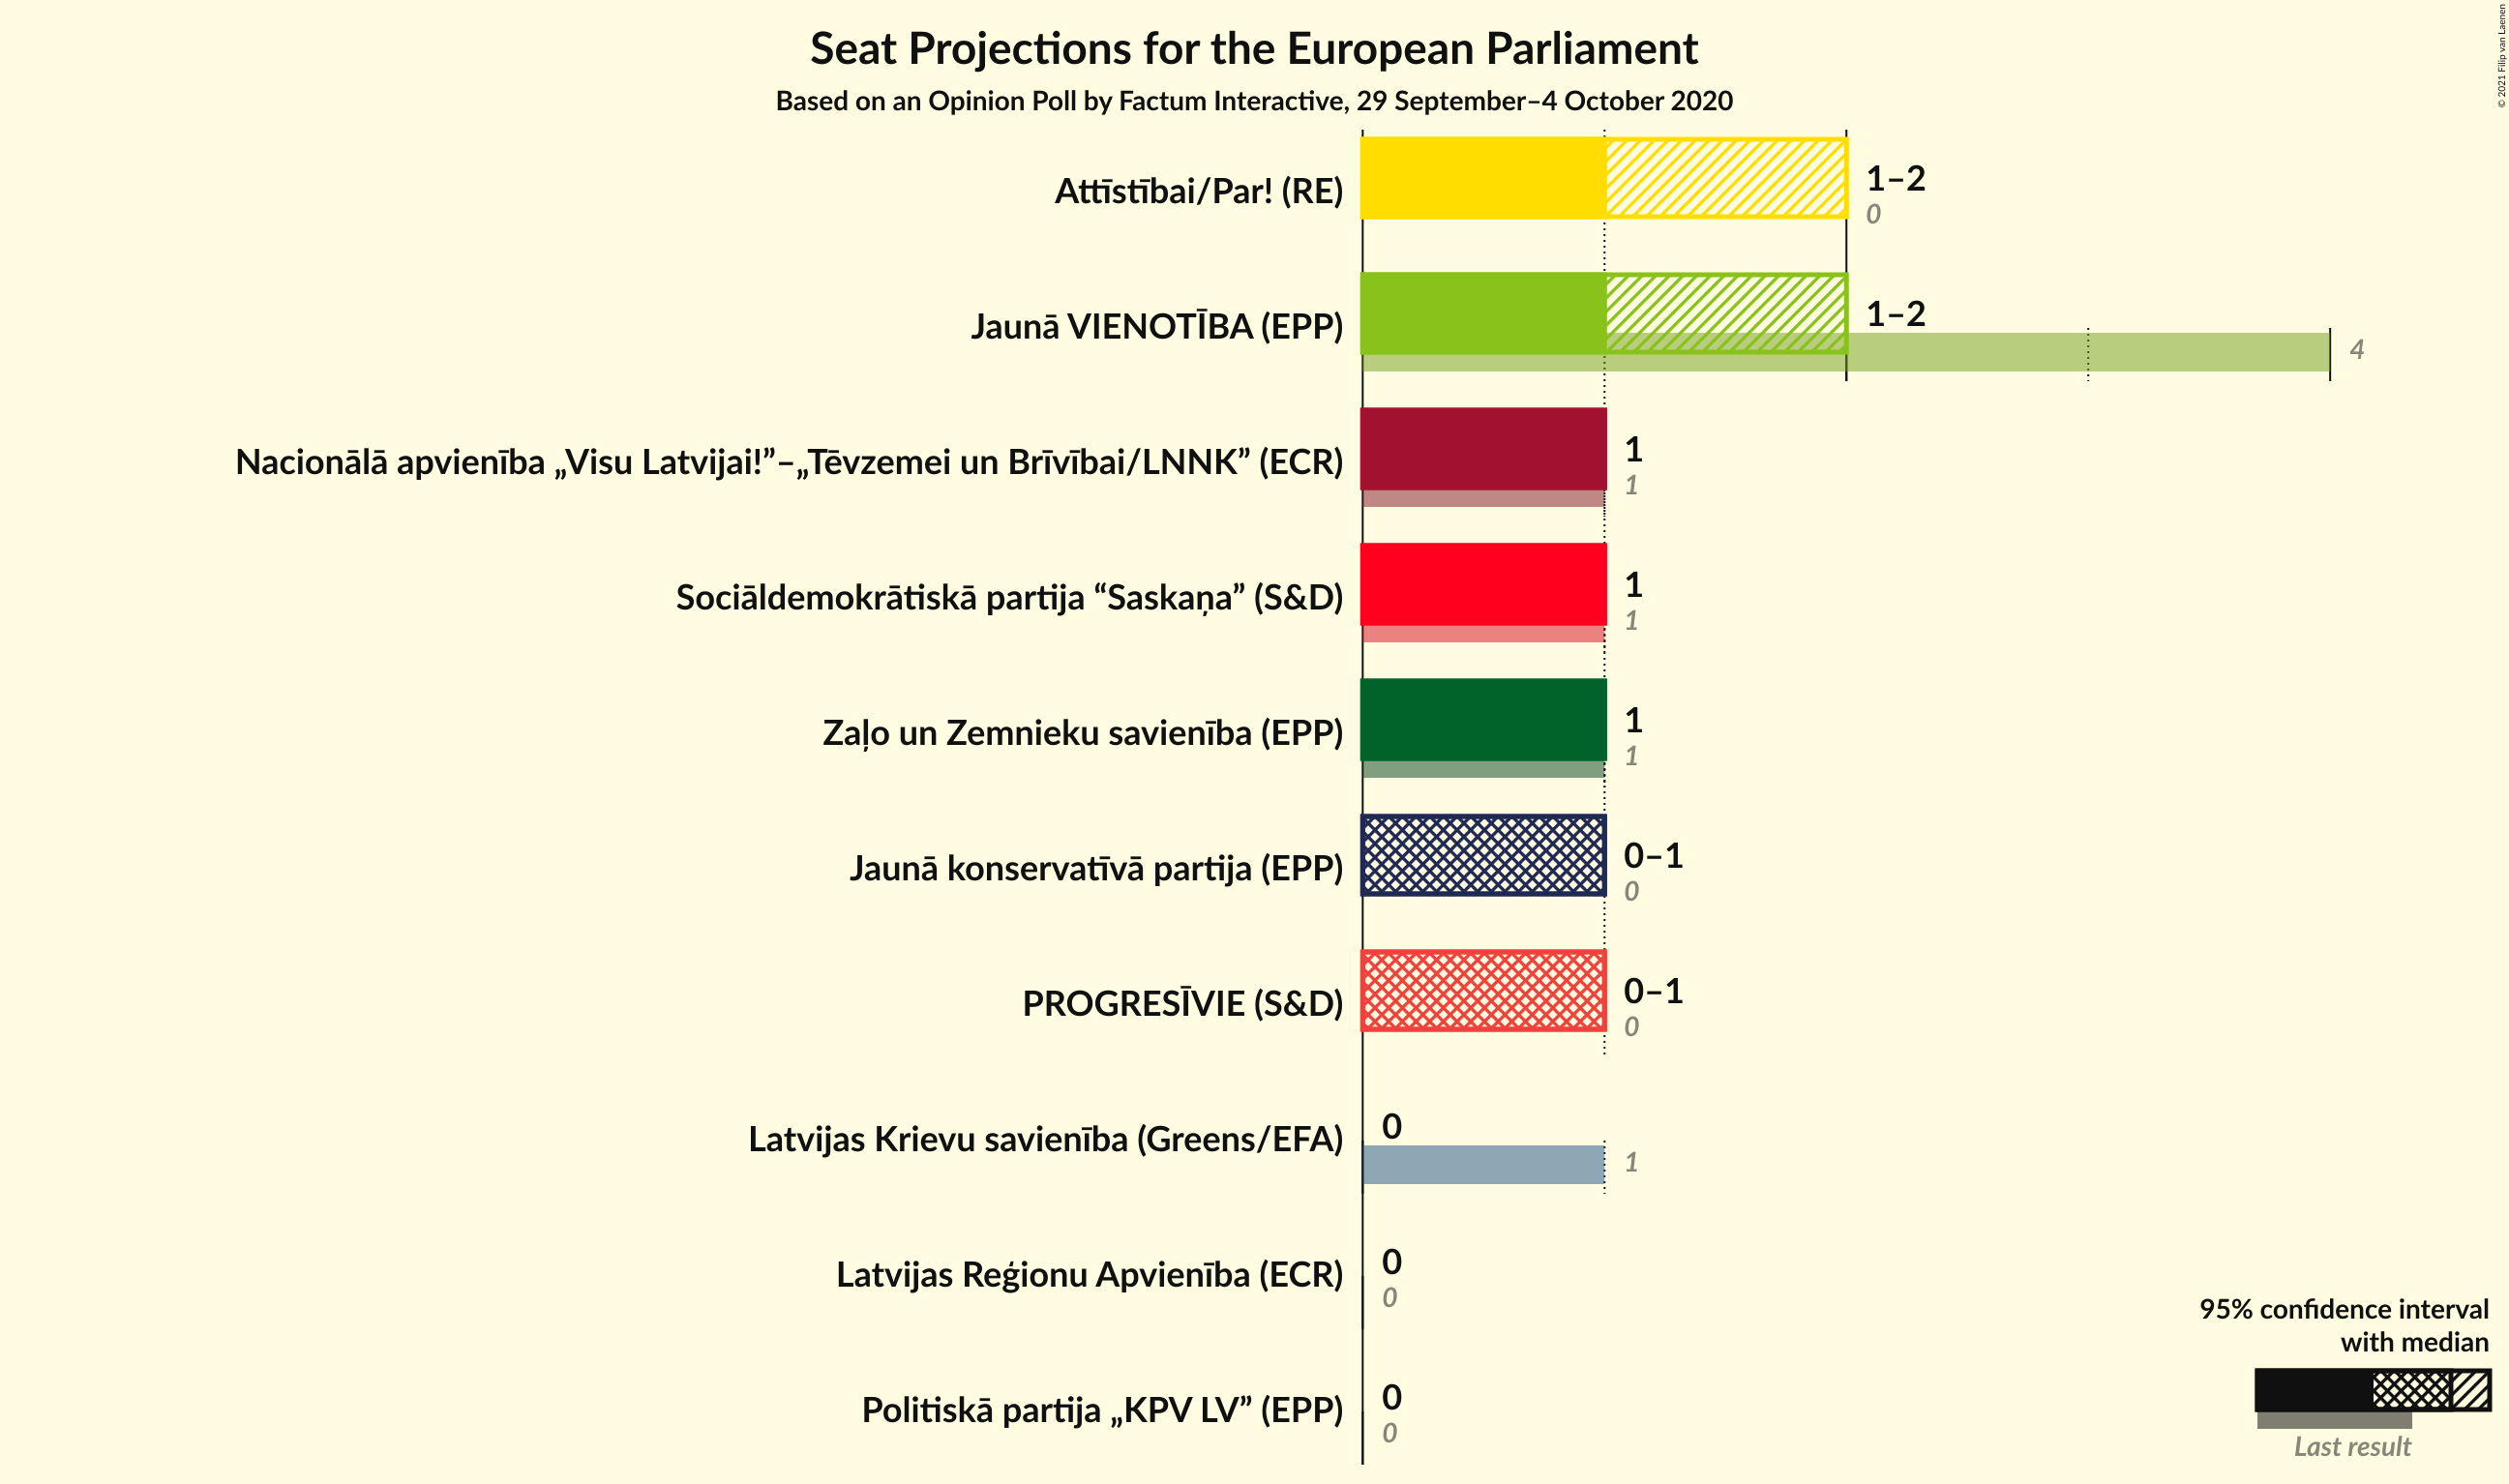 Seat Projections for the European Parliament
Based on an Opinion Poll by Factum Interactive, 29 September–4 October 2020
© 2021 Filip van Laenen
Attīstībai/Par! (RE)
1–2
0
Jaunā VIENOTĪBA (EPP)
1–2
4
Nacionālā apvienība „Visu Latvijai!”–„Tēvzemei un Brīvībai/LNNK” (ECR)
1
1
Sociāldemokrātiskā partija “Saskaņa” (S&D)
1
1
Zaļo un Zemnieku savienība (EPP)
1
1
Jaunā konservatīvā partija (EPP)
0–1
0
PROGRESĪVIE (S&D)
0–1
0
Latvijas Krievu savienība (Greens/EFA)
0
1
Latvijas Reģionu Apvienība (ECR)
0
0
Politiskā partija „KPV LV” (EPP)
0
0
95% confidence interval
with median
Last result